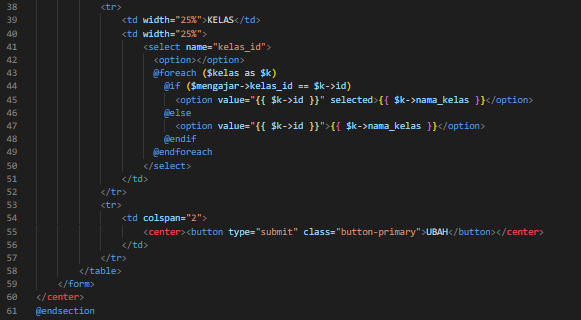 38 <tr>
39 <td width="25%">KELAS</td>
40 <td width="25%">
41 <select name="kelas_id">
42 <option></option>
43 @foreach ($kelas as $k)
44 @if ($mengajar->kelas_id == $k->id)
45 <option value="{{ $k->id }}" selected>{{ $k->nama_kelas }}</option>
46 @else
47 <option value="{{ $k->id }}">{{ $k->nama_kelas }}</option>
48 @endif
49 @endforeach
50 </select>
51 </td>
52 </tr>
53 <tr>
54 <td colspan="2">
55 <center><button type="submit" class="button-primary">UBAH</button></center>
56 </td>
57 </tr>
58 </table>
59 </form>
60 </center>
61 @endsection